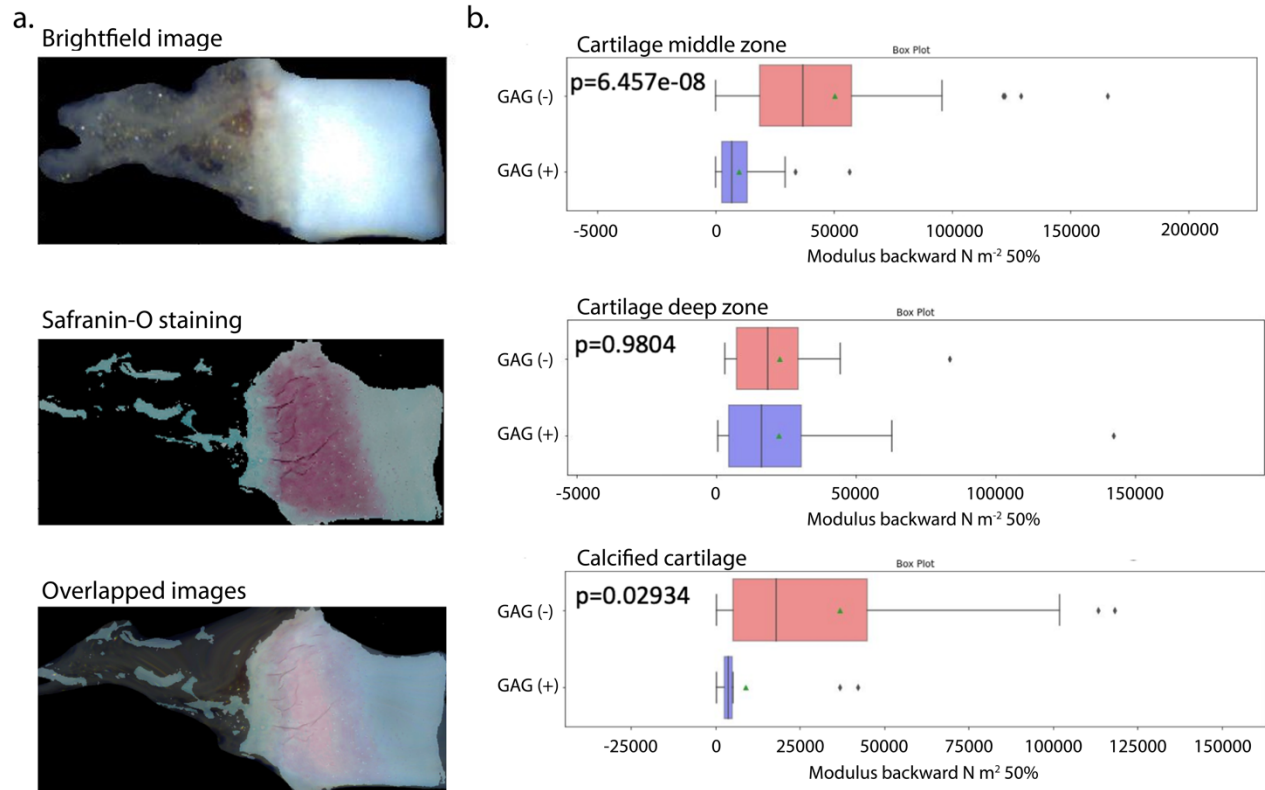 a.
Brightfield image
Safranin-O staining
Overlapped images
b.
Cartilage middle zone
Box Plot
p=6.457e-08
GAG (-)
GAG (+)
-5000 0 50000 100000 150000 200000
Modulus backward N m-2 50%
Cartilage deep zone
Box Plot
p=0.9804
GAG (-)
GAG (+)
-5000 0 50000 100000 150000
Modulus backward N m-2 50%
Calcified cartilage
Box Plot
p=0.02934
GAG (-)
GAG (+)
-25000 0 25000 50000 75000 100000 125000 150000
Modulus backward N m2 50%